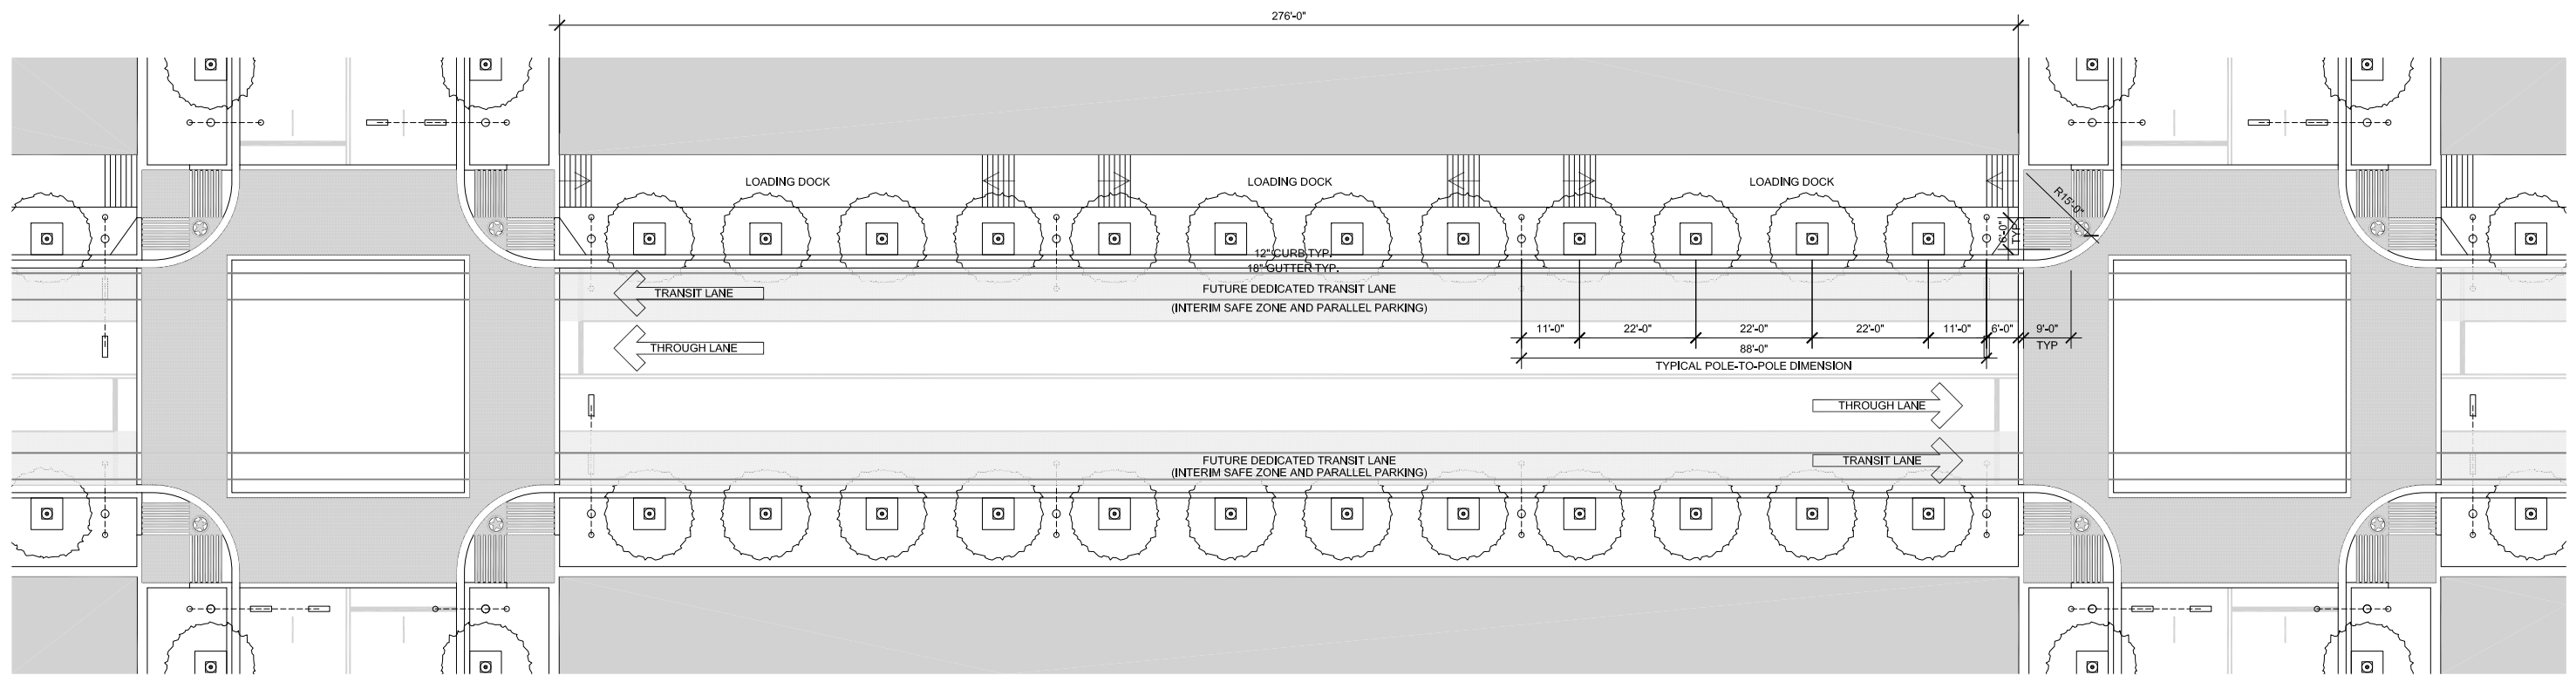 276'-0"
LOADING DOCK
LOADING DOCK
LOADING DOCK
R15'-0"
6'-0"
TYP
12" CURB TYP.
18" GUTTER TYP.
TRANSIT LANE
FUTURE DEDICATED TRANSIT LANE
(INTERIM SAFE ZONE AND PARALLEL PARKING)
11'-0"
22'-0"
22'-0"
22'-0"
11'-0"
6'-0"
9'-0"
TYP
THROUGH LANE
88'-0"
TYPICAL POLE-TO-POLE DIMENSION
THROUGH LANE
FUTURE DEDICATED TRANSIT LANE
(INTERIM SAFE ZONE AND PARALLEL PARKING)
TRANSIT LANE